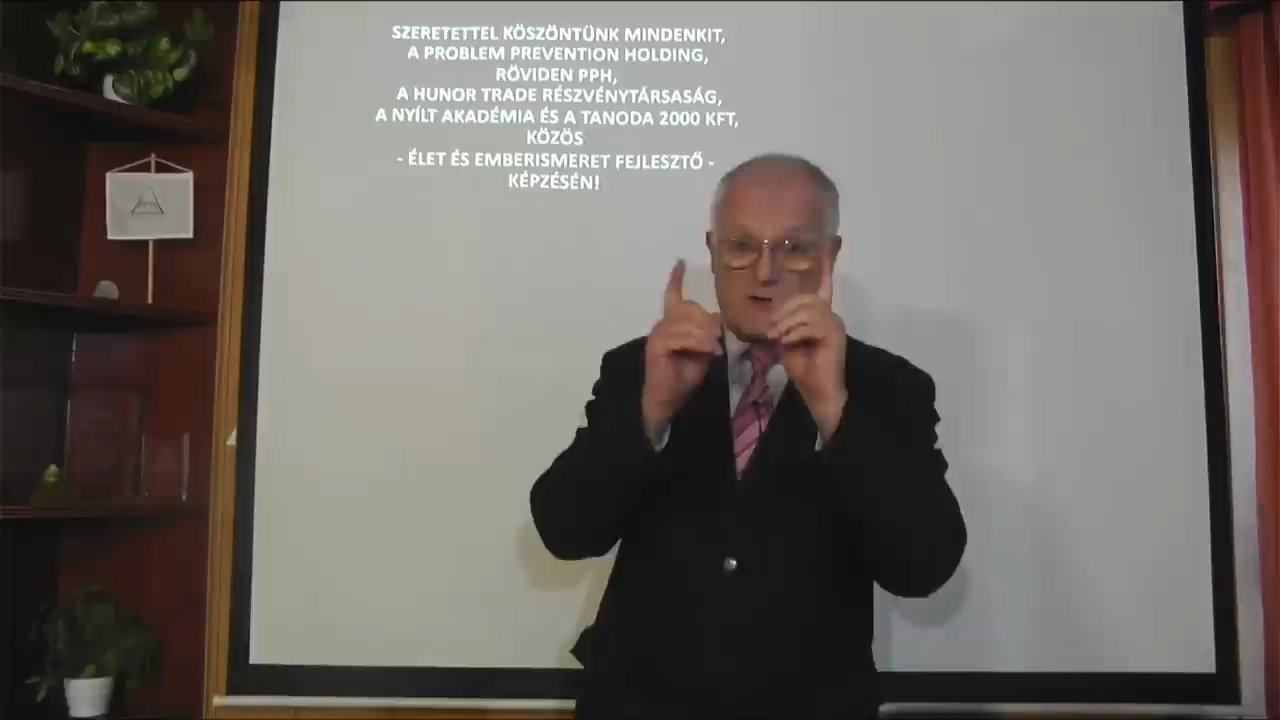 SZERETETTEL KÖSZÖNTÜNK MINDENKIT,
A PROBLEM PREVENTION HOLDING,
RÖVIDEN PPH,
A HUNOR TRADE RÉSZVÉNYTÁRSASÁG,
A NYÍLT AKADÉMIA ÉS A TANODA 2000 KFT,
KÖZÖS
- ÉLET ÉS EMBERISMERET FEJLESZTŐ -
KÉPZÉSÉN!